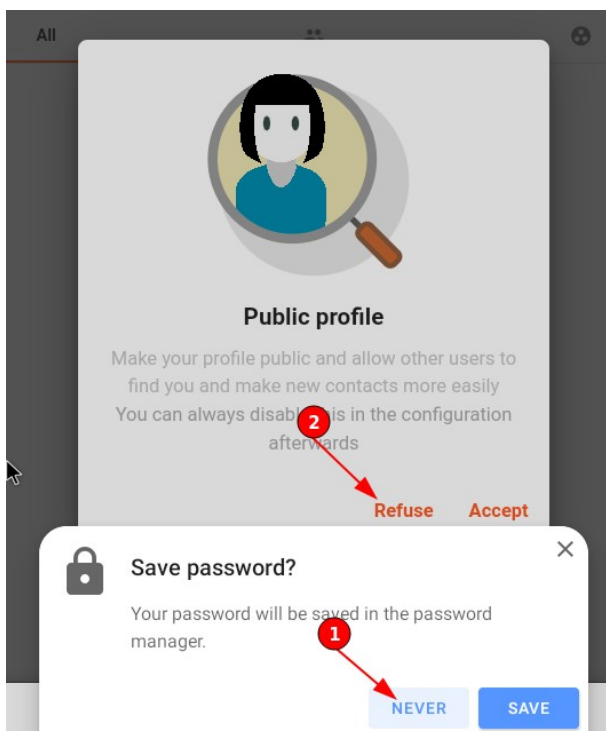 All
Public profile
Make your profile public and allow other users to
find you and make new contacts more easily
You can always disable this in the configuration
afterwards
2
Refuse Accept
Save password?
Your password will be saved in the password
manager.
1
NEVER SAVE